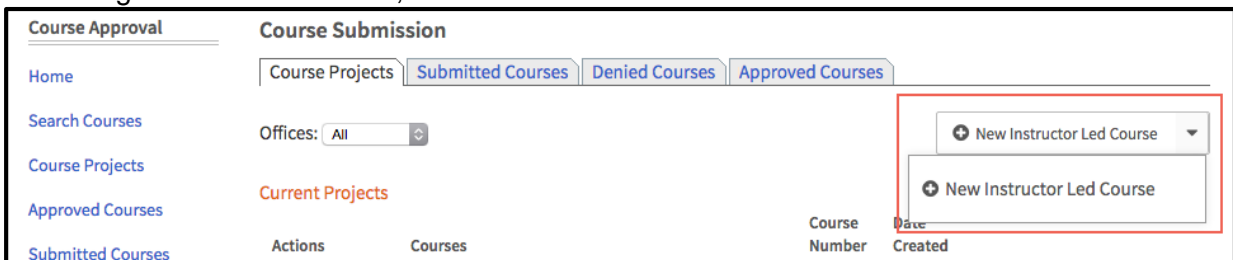 Course Approval
Home
Search Courses
Course Projects
Approved Courses
Submitted Courses
Course Submission
Course Projects Submitted Courses Denied Courses Approved Courses
Offices: All
New Instructor Led Course
New Instructor Led Course
Current Projects
Actions Courses Course Number Date Created